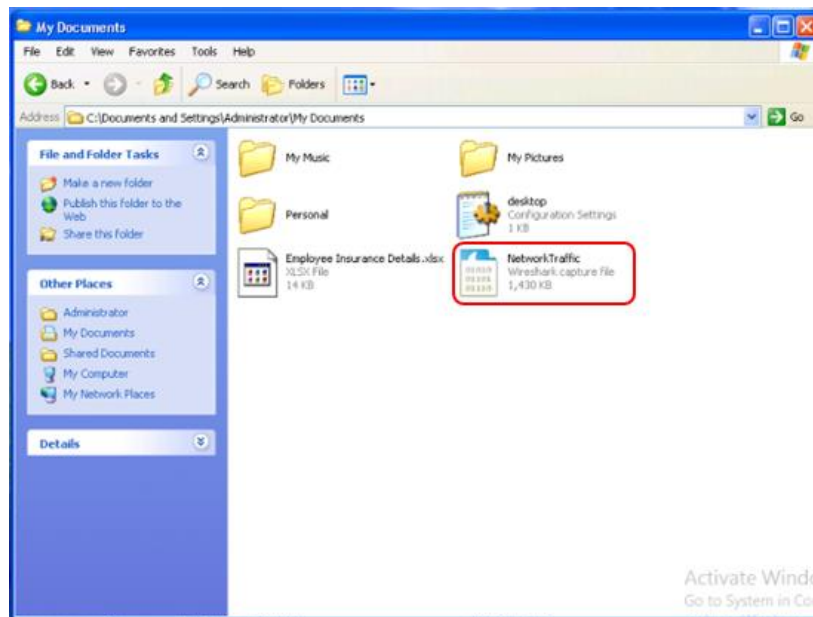 My Documents
File Edit View Favorites Tools Help
Back Search Folders
Address C:\Documents and Settings\Administrator\My Documents Go
File and Folder Tasks
Make a new folder
Publish this folder to the
Web
Share this folder
Other Places
Administrator
My Documents
Shared Documents
My Computer
My Network Places
Details
My Music
My Pictures
Personal
desktop
Configuration Settings
1 KB
Employee Insurance Details.xlsx
XLSX File
14 KB
NetworkTraffic
Wireshark capture file
1,430 KB
Activate Windo
Go to System in Co